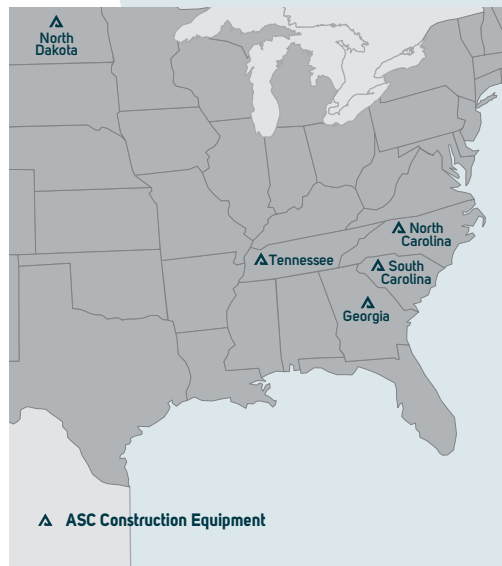 North
Dakota
North
Carolina
Tennessee
South
Carolina
Georgia
ASC Construction Equipment